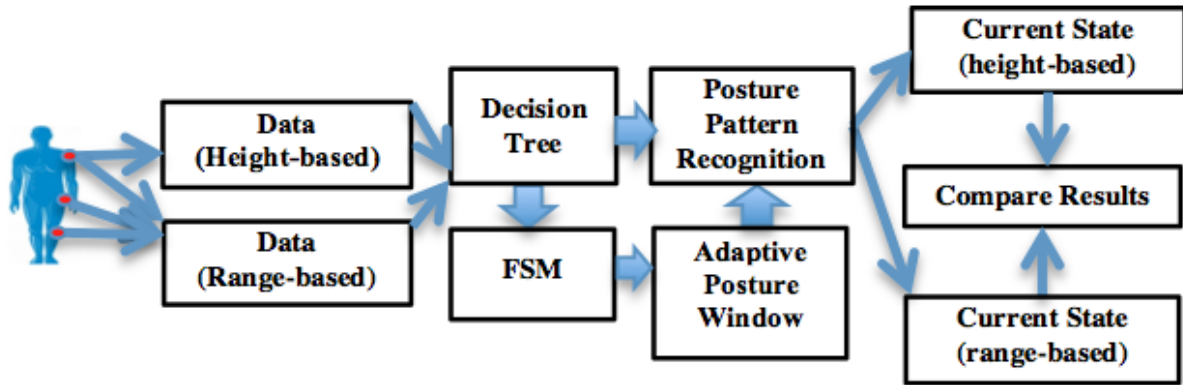 Data
(Height-based)
Data
(Range-based)
Decision
Tree
FSM
Posture
Pattern
Recognition
Adaptive
Posture
Window
Current State
(height-based)
Compare Results
Current State
(range-based)